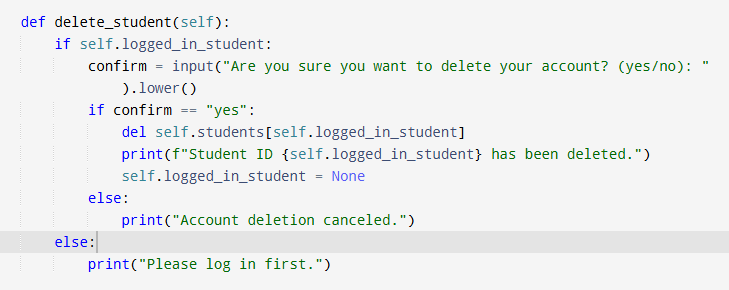 def delete_student(self):
    if self.logged_in_student:
        confirm = input("Are you sure you want to delete your account? (yes/no): "
            ).lower()
        if confirm == "yes":
            del self.students[self.logged_in_student]
            print(f"Student ID {self.logged_in_student} has been deleted.")
            self.logged_in_student = None
        else:
            print("Account deletion canceled.")
    else:
        print("Please log in first.")